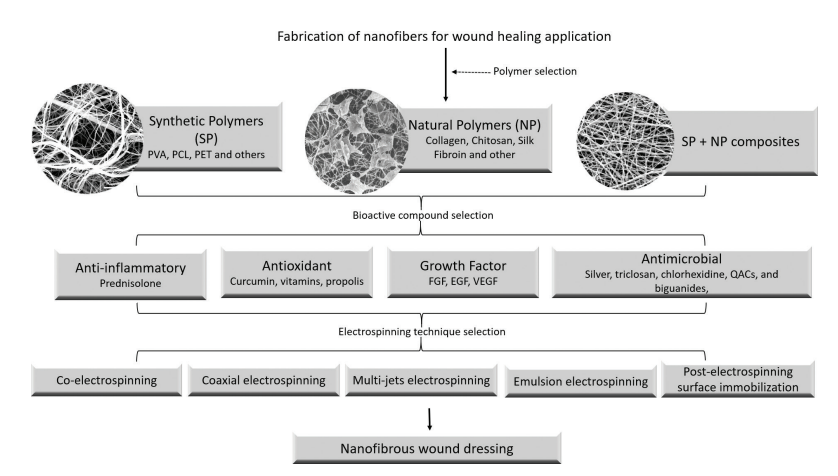 Fabrication of nanofibers for wound healing application
Polymer selection
Synthetic Polymers
(SP)
PVA, PCL, PET and others
Natural Polymers (NP)
Collagen, Chitosan, Silk
Fibroin and other
SP + NP composites
Bioactive compound selection
Anti-inflammatory
Prednisolone
Antioxidant
Curcumin, vitamins, propolis
Growth Factor
FGF, EGF, VEGF
Antimicrobial
Silver, triclosan, chlorhexidine, QACs, and
biguanides,
Electrospinning technique selection
Co-electrospinning
Coaxial electrospinning
Multi-jets electrospinning
Emulsion electrospinning
Post-electrospinning
surface immobilization
Nanofibrous wound dressing